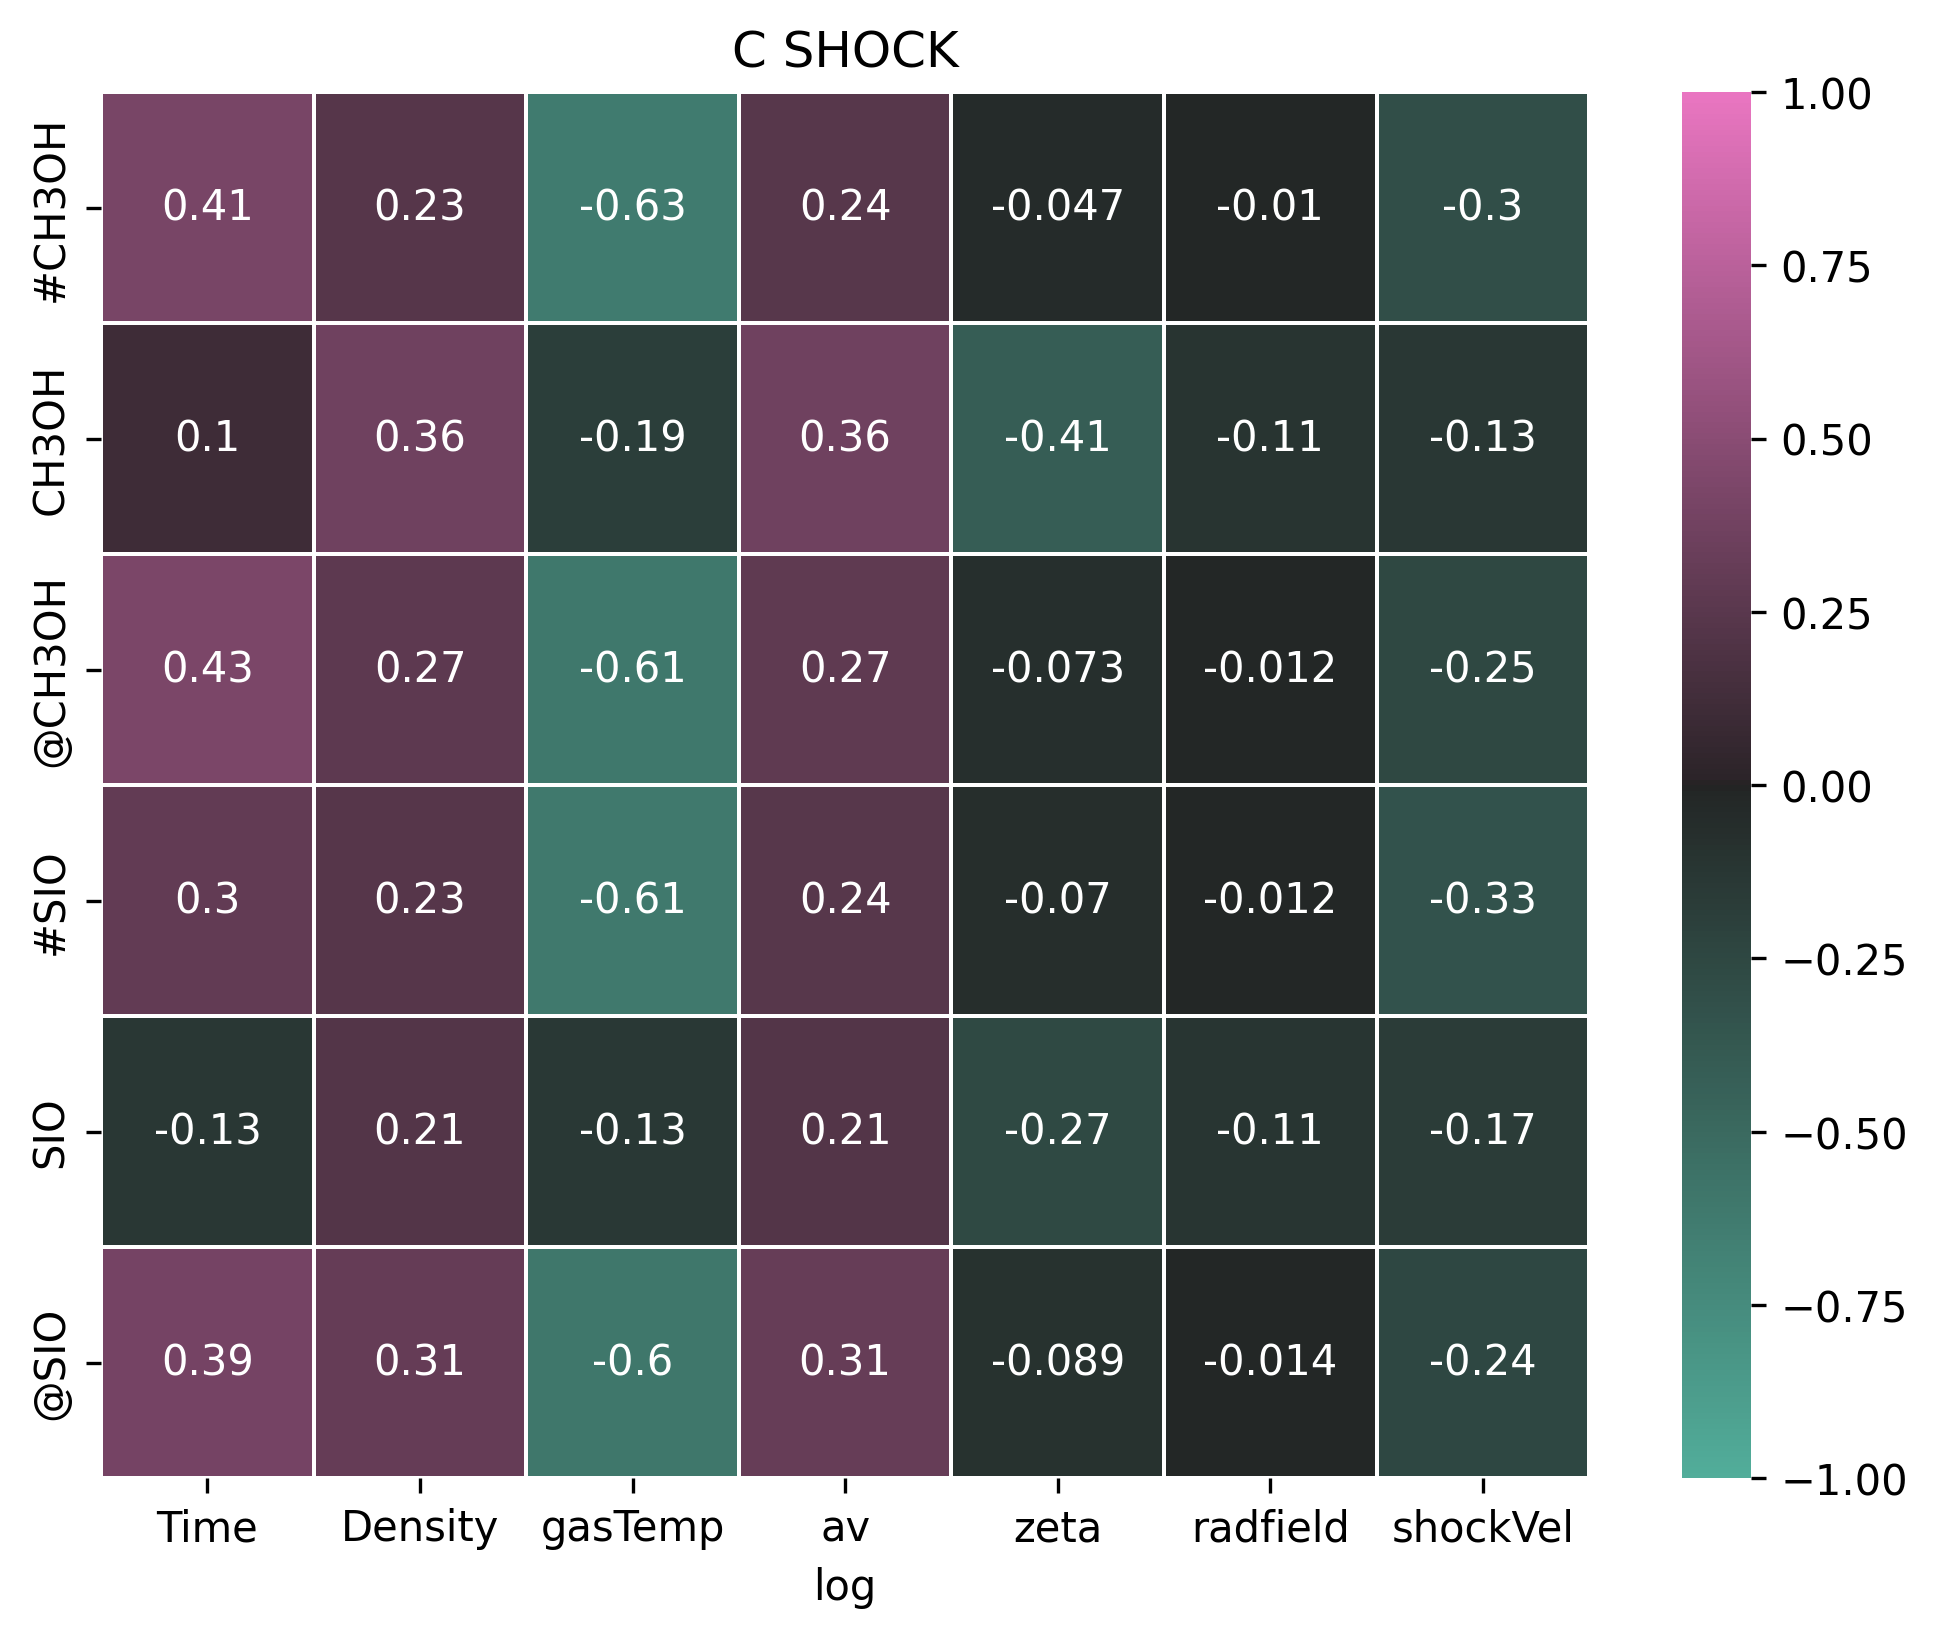 C SHOCK
#CH3OH 0.41 0.23 -0.63 0.24 -0.047 -0.01 -0.3
CH3OH 0.1 0.36 -0.19 0.36 -0.41 -0.11 -0.13
@CH3OH 0.43 0.27 -0.61 0.27 -0.073 -0.012 -0.25
#SIO 0.3 0.23 -0.61 0.24 -0.07 -0.012 -0.33
SIO -0.13 0.21 -0.13 0.21 -0.27 -0.11 -0.17
@SIO 0.39 0.31 -0.6 0.31 -0.089 -0.014 -0.24
Time Density gasTemp av zeta radfield shockVel
log
1.00
0.75
0.50
0.25
0.00
−0.25
−0.50
−0.75
−1.00